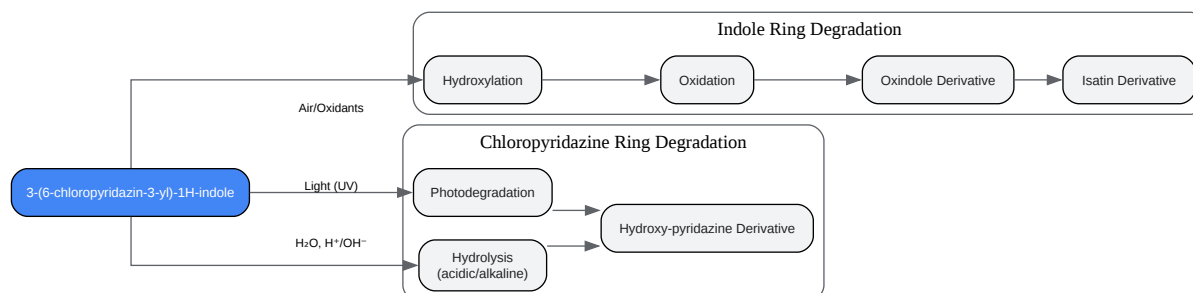 Indole Ring Degradation
Hydroxylation
Oxidation
Oxindole Derivative
Isatin Derivative
Air/Oxidants
Chloropyridazine Ring Degradation
3-(6-chloropyridazin-3-yl)-1H-indole
Light (UV)
Photodegradation
Hydroxy-pyridazine Derivative
H₂O, H⁺/OH⁻
Hydrolysis
(acidic/alkaline)